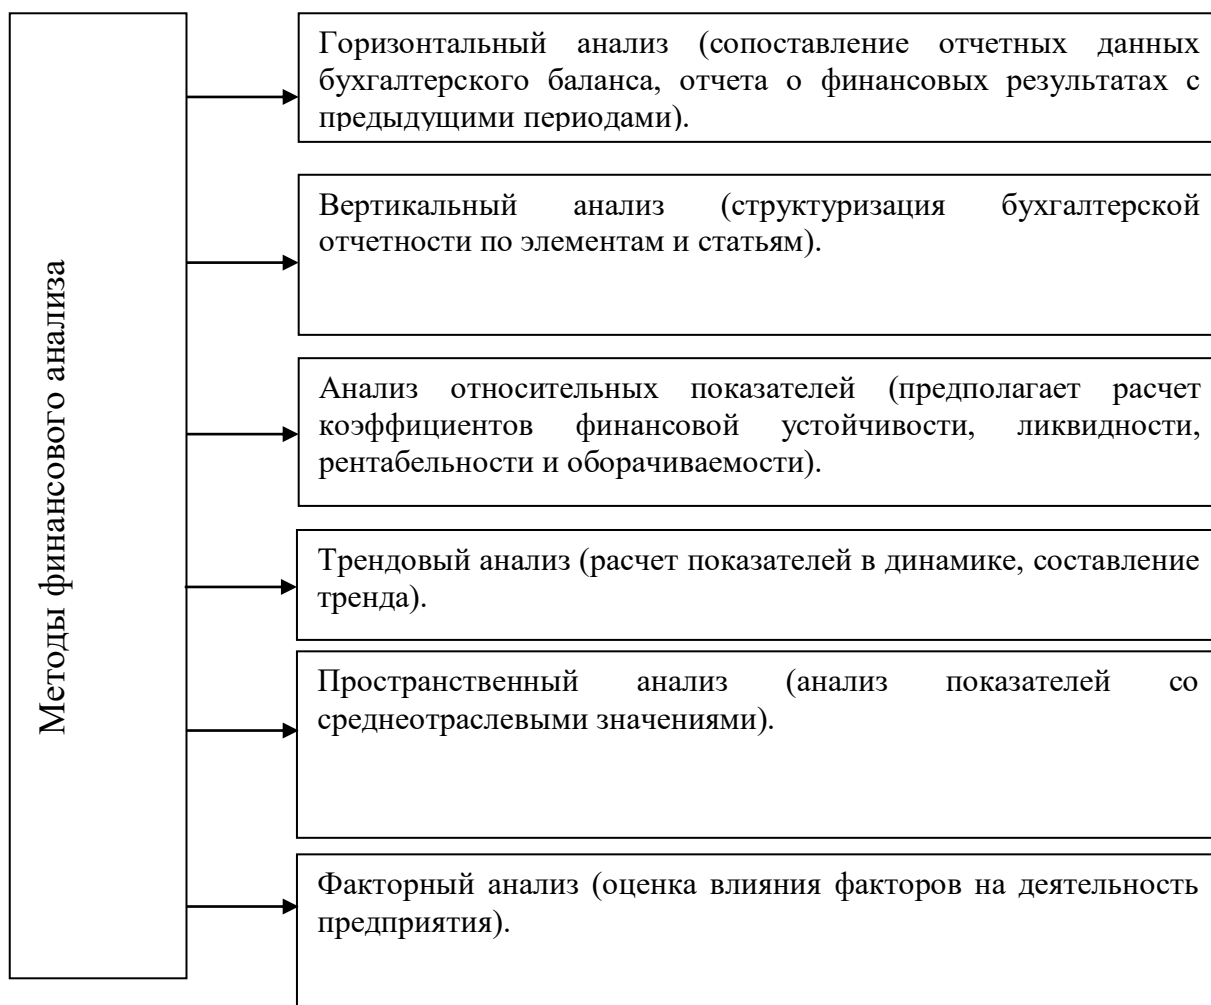 Методы финансового анализа
Горизонтальный анализ (сопоставление отчетных данных
бухгалтерского баланса, отчета о финансовых результатах с
предыдущими периодами).
Вертикальный анализ (структуризация бухгалтерской
отчетности по элементам и статьям).
Анализ относительных показателей (предполагает расчет
коэффициентов финансовой устойчивости, ликвидности,
рентабельности и оборачиваемости).
Трендовый анализ (расчет показателей в динамике, составление
тренда).
Пространственный анализ (анализ показателей со
среднеотраслевыми значениями).
Факторный анализ (оценка влияния факторов на деятельность
предприятия).